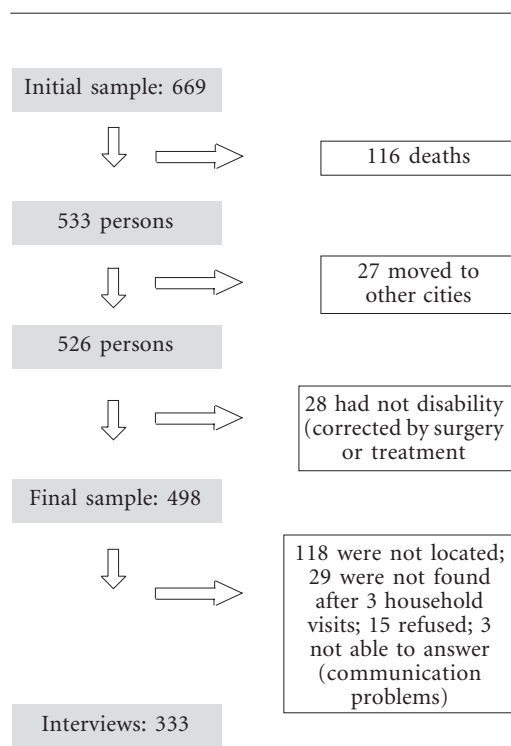 Initial sample: 669
116 deaths
533 persons
27 moved to
other cities
526 persons
28 had not disability
(corrected by surgery
or treatment
Final sample: 498
118 were not located;
29 were not found
after 3 household
visits; 15 refused; 3
not able to answer
(communication
problems)
Interviews: 333